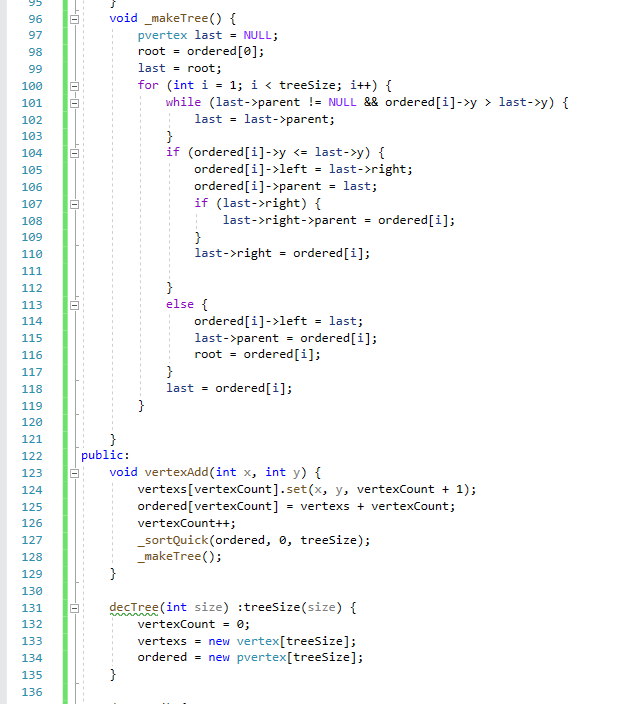 95 }
96 void _makeTree() {
97 pvertex last = NULL;
98 root = ordered[0];
99 last = root;
100 for (int i = 1; i < treeSize; i++) {
101 while (last->parent != NULL && ordered[i]->y > last->y) {
102 last = last->parent;
103 }
104 if (ordered[i]->y <= last->y) {
105 ordered[i]->left = last->right;
106 ordered[i]->parent = last;
107 if (last->right) {
108 last->right->parent = ordered[i];
109 }
110 last->right = ordered[i];
111
112 }
113 else {
114 ordered[i]->left = last;
115 last->parent = ordered[i];
116 root = ordered[i];
117 }
118 last = ordered[i];
119 }
120
121 }
122 public:
123 void vertexAdd(int x, int y) {
124 vertexs[vertexCount].set(x, y, vertexCount + 1);
125 ordered[vertexCount] = vertexs + vertexCount;
126 vertexCount++;
127 _sortQuick(ordered, 0, treeSize);
128 _makeTree();
129 }
130
131 decTree(int size) :treeSize(size) {
132 vertexCount = 0;
133 vertexs = new vertex[treeSize];
134 ordered = new pvertex[treeSize];
135 }
136